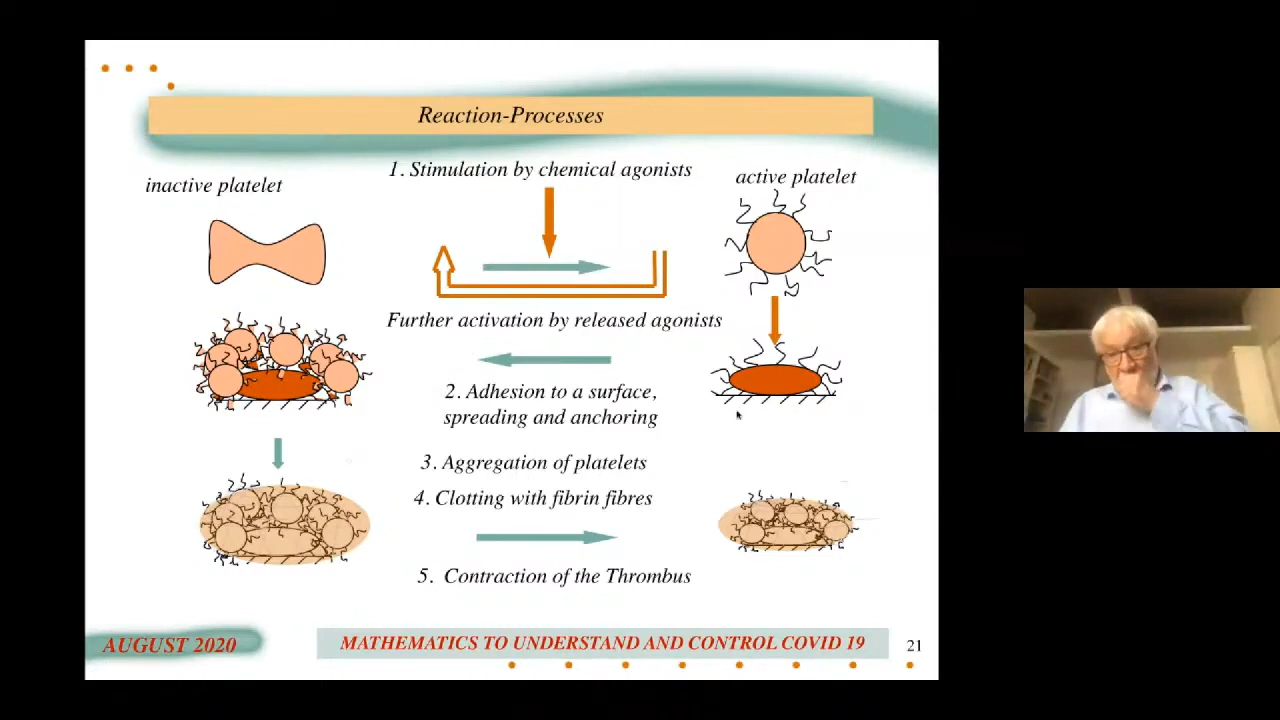 Reaction-Processes
1. Stimulation by chemical agonists
inactive platelet
active platelet
Further activation by released agonists
2. Adhesion to a surface,
spreading and anchoring
3. Aggregation of platelets
4. Clotting with fibrin fibres
5. Contraction of the Thrombus
AUGUST 2020
MATHEMATICS TO UNDERSTAND AND CONTROL COVID 19
21